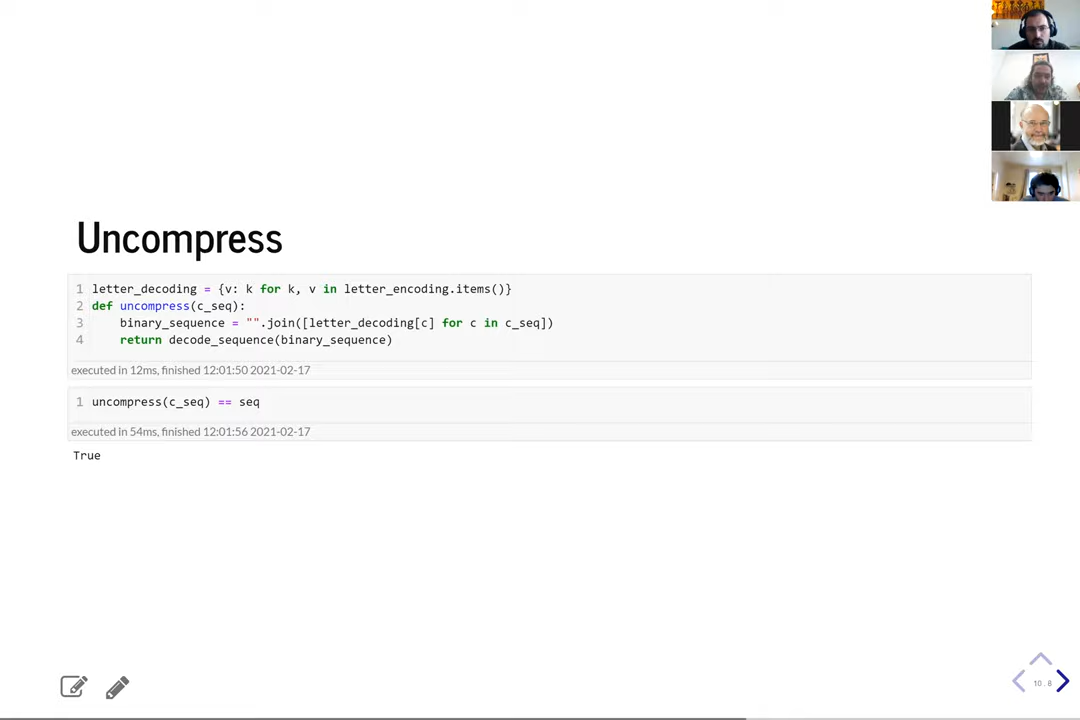 Uncompress
1 letter_decoding = {v: k for k, v in letter_encoding.items()}
2 def uncompress(c_seq):
3     binary_sequence = "".join([letter_decoding[c] for c in c_seq])
4     return decode_sequence(binary_sequence)
executed in 12ms, finished 12:01:50 2021-02-17
1 uncompress(c_seq) == seq
executed in 54ms, finished 12:01:56 2021-02-17
True
10.8